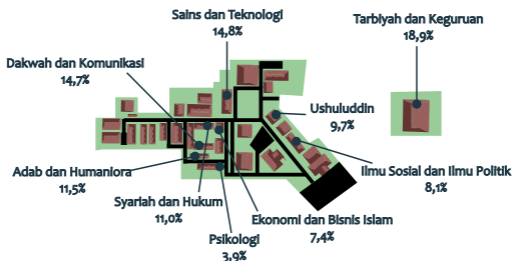 Sains dan Teknologi
14,8%
Tarbiyah dan Keguruan
18,9%
Dakwah dan Komunikasi
14,7%
Ushuluddin
9,7%
Adab dan Humaniora
11,5%
Ilmu Sosial dan Ilmu Politik
8,1%
Syariah dan Hukum
11,0%
Ekonomi dan Bisnis Islam
7,4%
Psikologi
3,9%